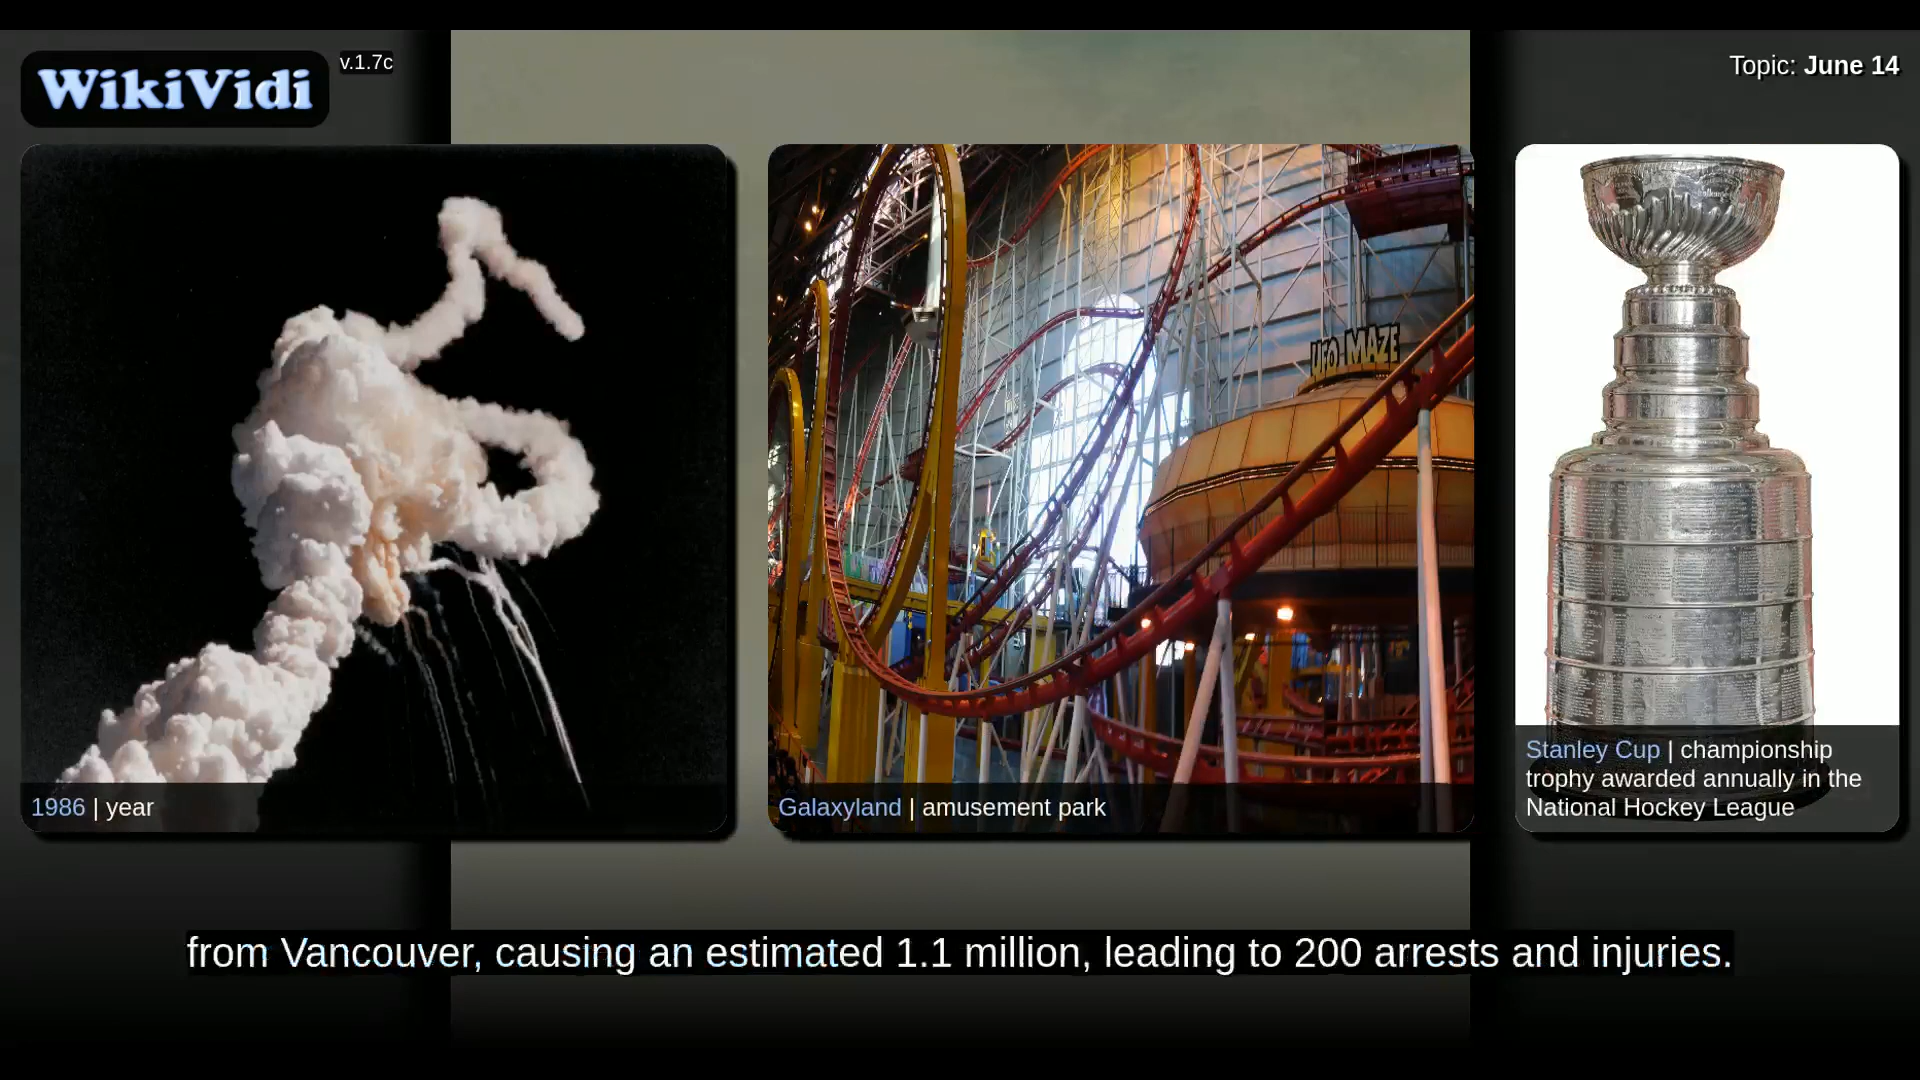 WikiVidi
v.1.7c
Topic: June 14
UFO MAZE
1986 | year
Galaxyland | amusement park
Stanley Cup | championship
trophy awarded annually in the
National Hockey League
from Vancouver, causing an estimated 1.1 million, leading to 200 arrests and injuries.